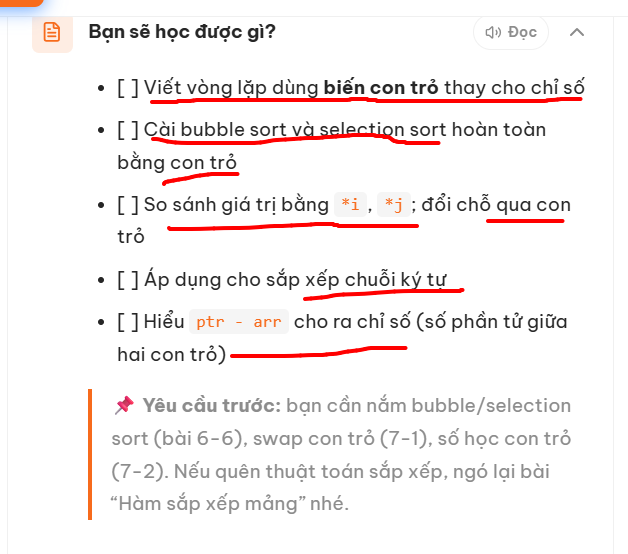 Bạn sẽ học được gì?
Đọc
• [ ] Viết vòng lặp dùng biến con trỏ thay cho chỉ số
• [ ] Cài bubble sort và selection sort hoàn toàn
bằng con trỏ
• [ ] So sánh giá trị bằng *i, *j; đổi chỗ qua con
trỏ
• [ ] Áp dụng cho sắp xếp chuỗi ký tự
• [ ] Hiểu ptr - arr cho ra chỉ số (số phần tử giữa
hai con trỏ)
📌 Yêu cầu trước: bạn cần nắm bubble/selection
sort (bài 6-6), swap con trỏ (7-1), số học con trỏ
(7-2). Nếu quên thuật toán sắp xếp, ngó lại bài
“Hàm sắp xếp mảng” nhé.